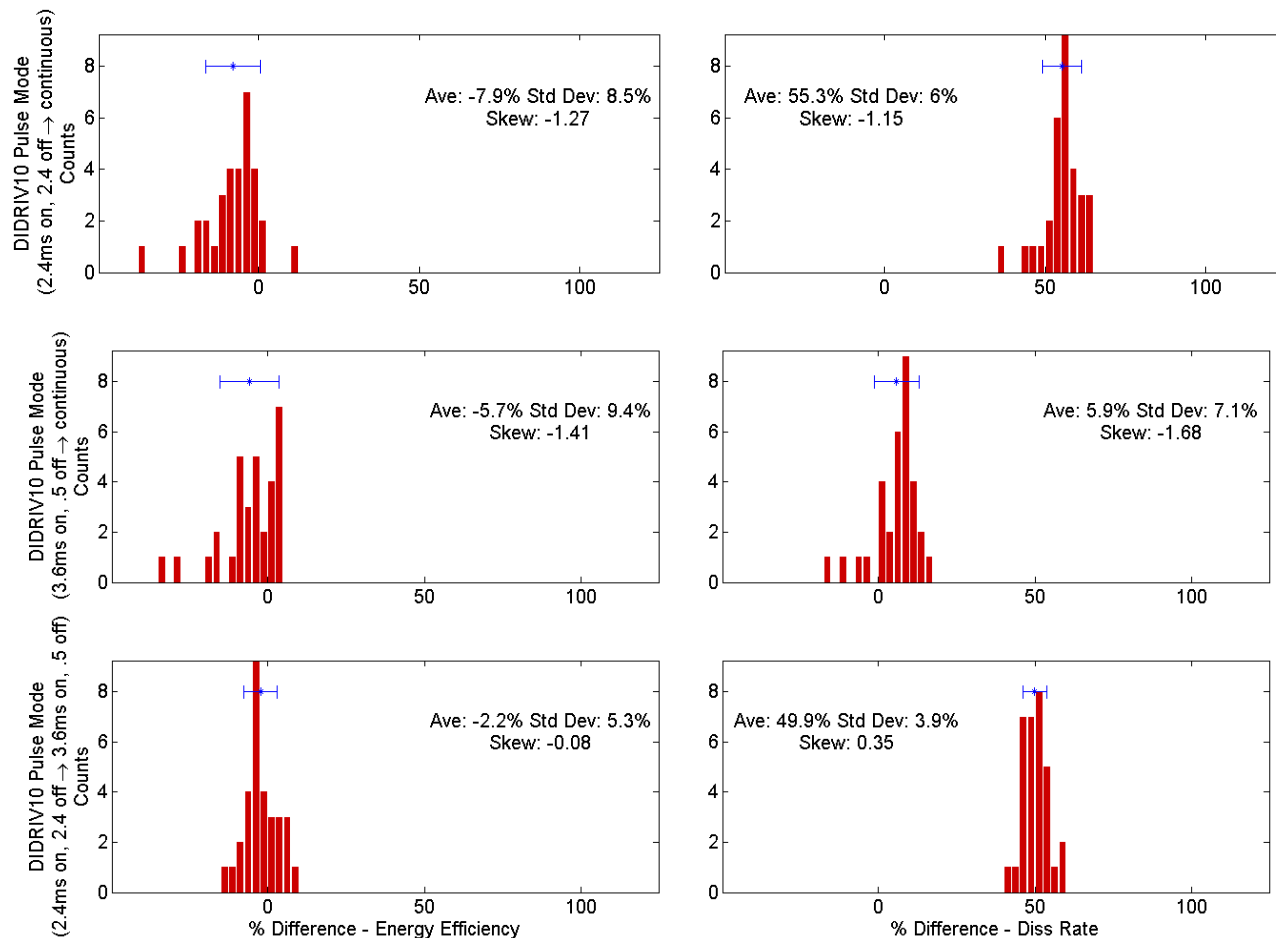 DIDRIV10 Pulse Mode
(2.4ms on, 2.4 off → continuous)
Counts
8
6
4
2
0
0
50
100
Ave: -7.9% Std Dev: 8.5%
Skew: -1.27
8
6
4
2
0
0
50
100
Ave: 55.3% Std Dev: 6%
Skew: -1.15
DIDRIV10 Pulse Mode
(3.6ms on, .5 off → continuous)
Counts
8
6
4
2
0
0
50
100
Ave: -5.7% Std Dev: 9.4%
Skew: -1.41
8
6
4
2
0
0
50
100
Ave: 5.9% Std Dev: 7.1%
Skew: -1.68
DIDRIV10 Pulse Mode
(2.4ms on, 2.4 off → 3.6ms on, .5 off)
Counts
8
6
4
2
0
0
50
100
Ave: -2.2% Std Dev: 5.3%
Skew: -0.08
% Difference - Energy Efficiency
8
6
4
2
0
0
50
100
Ave: 49.9% Std Dev: 3.9%
Skew: 0.35
% Difference - Diss Rate